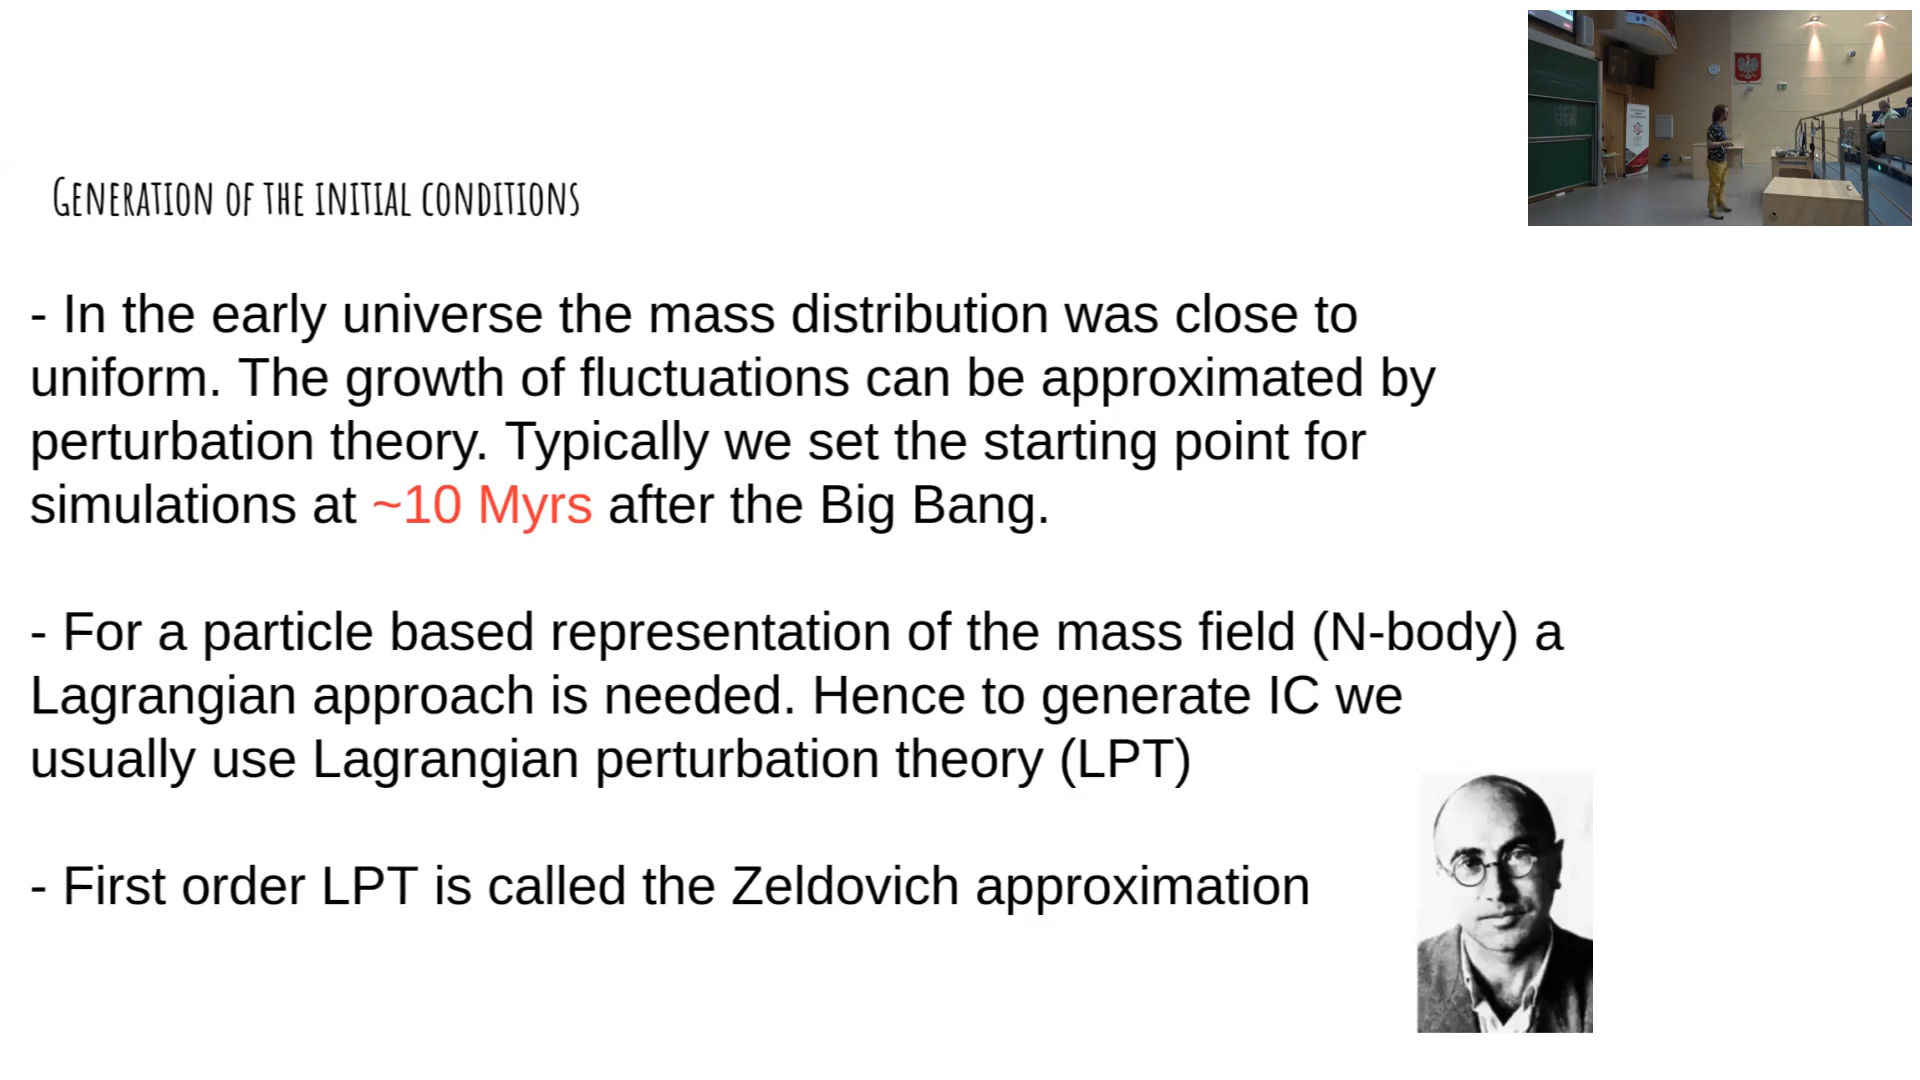 Generation of the initial conditions
- In the early universe the mass distribution was close to
uniform. The growth of fluctuations can be approximated by
perturbation theory. Typically we set the starting point for
simulations at ~10 Myrs after the Big Bang.
- For a particle based representation of the mass field (N-body) a
Lagrangian approach is needed. Hence to generate IC we
usually use Lagrangian perturbation theory (LPT)
- First order LPT is called the Zeldovich approximation